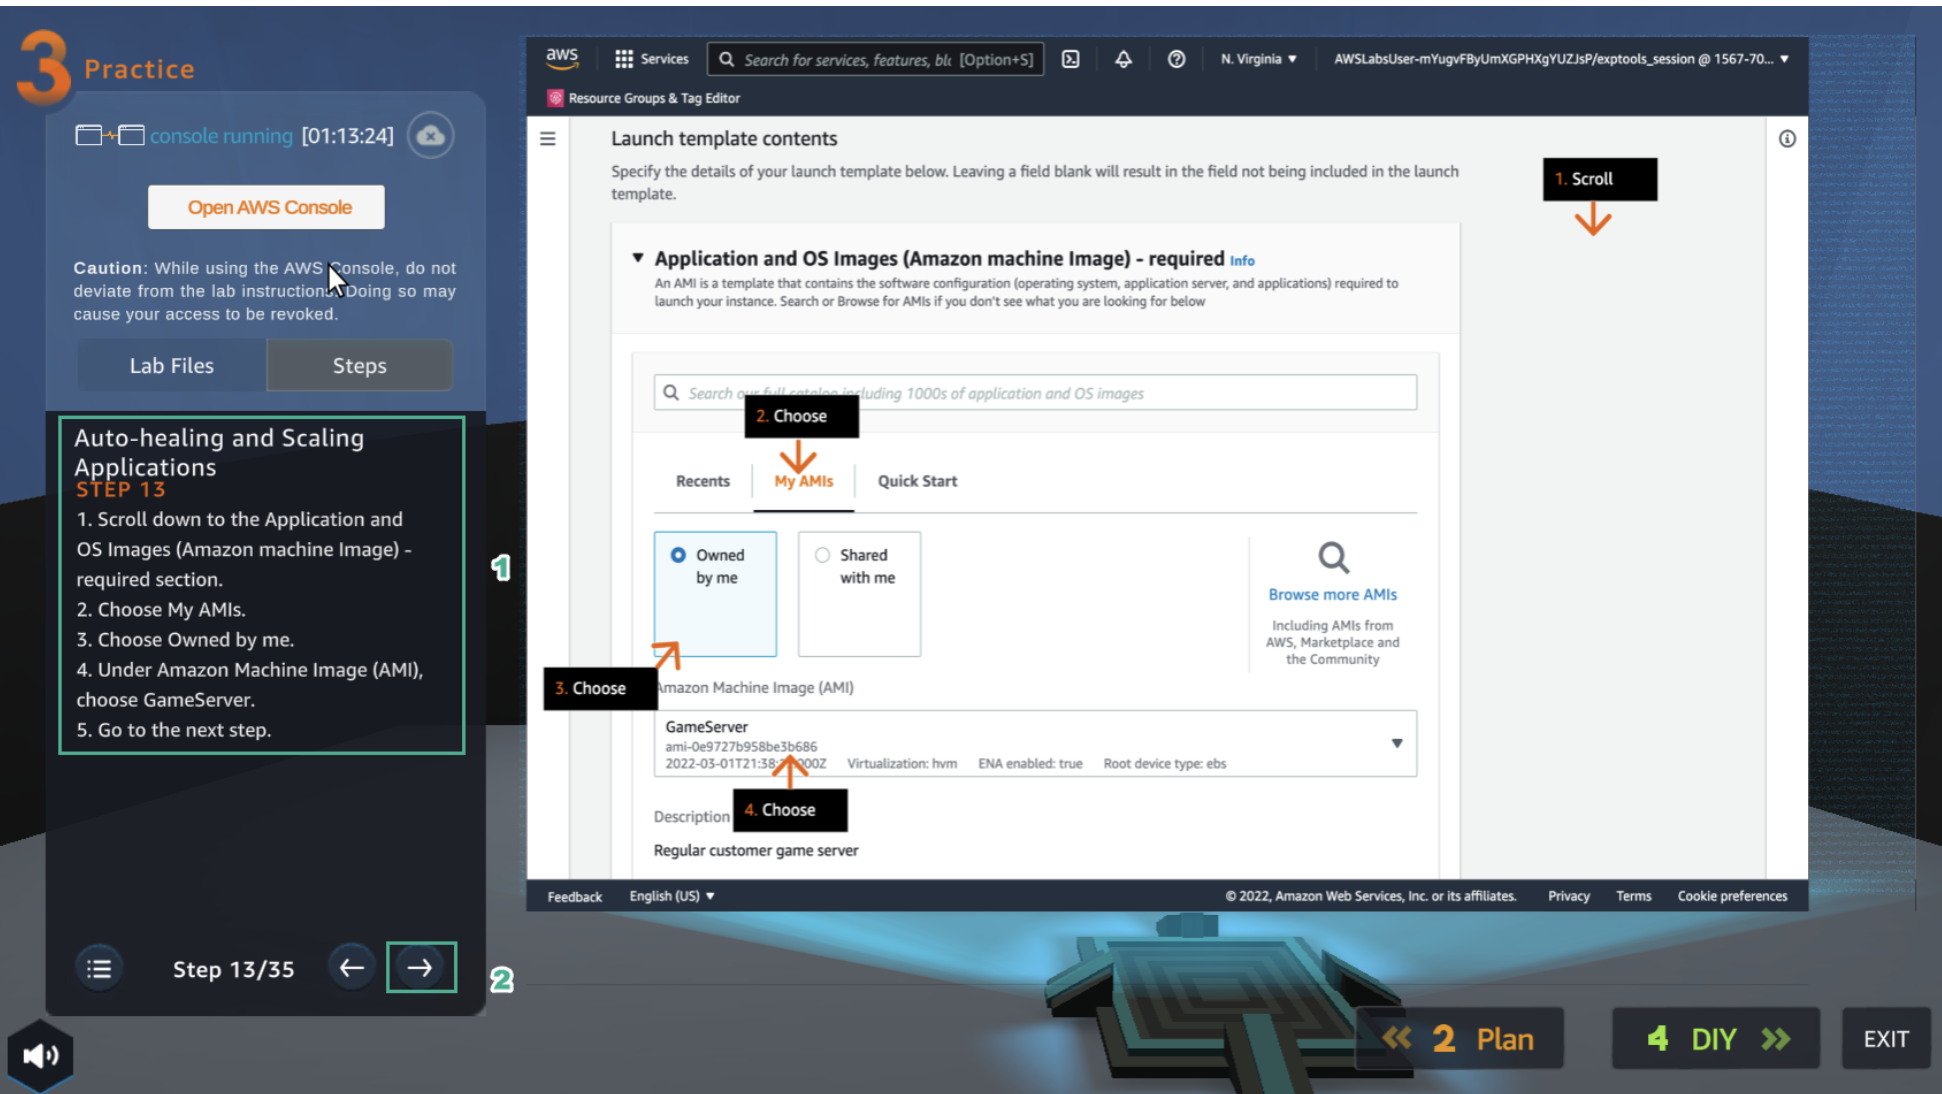 3 Practice
console running [01:13:24]
Open AWS Console
Caution: While using the AWS Console, do not
deviate from the lab instructions. Doing so may
cause your access to be revoked.
Lab Files
Steps
Auto-healing and Scaling
Applications
STEP 13
1. Scroll down to the Application and
OS Images (Amazon machine Image) -
required section.
2. Choose My AMIs.
3. Choose Owned by me.
4. Under Amazon Machine Image (AMI),
choose GameServer.
5. Go to the next step.
1
Step 13/35
2
aws
Services
Search for services, features, blo [Option+S]
N. Virginia
AWSLabsUser-mYugvFByUmXGPHXgYUZJsP/exptools_session @ 1567-70...
Resource Groups & Tag Editor
Launch template contents
Specify the details of your launch template below. Leaving a field blank will result in the field not being included in the launch
template.
1. Scroll
Application and OS Images (Amazon machine Image) - required Info
An AMI is a template that contains the software configuration (operating system, application server, and applications) required to
launch your instance. Search or Browse for AMIs if you don't see what you are looking for below
Search our full catalog including 1000s of application and OS images
2. Choose
Recents
My AMIs
Quick Start
Owned
by me
Shared
with me
Browse more AMIs
Including AMIs from
AWS, Marketplace and
the Community
3. Choose
Amazon Machine Image (AMI)
GameServer
ami-0e9727b958be3b686
2022-03-01T21:38: 000Z Virtualization: hvm ENA enabled: true Root device type: ebs
4. Choose
Description
Regular customer game server
Feedback
English (US)
© 2022, Amazon Web Services, Inc. or its affiliates.
Privacy
Terms
Cookie preferences
2 Plan
4 DIY
EXIT